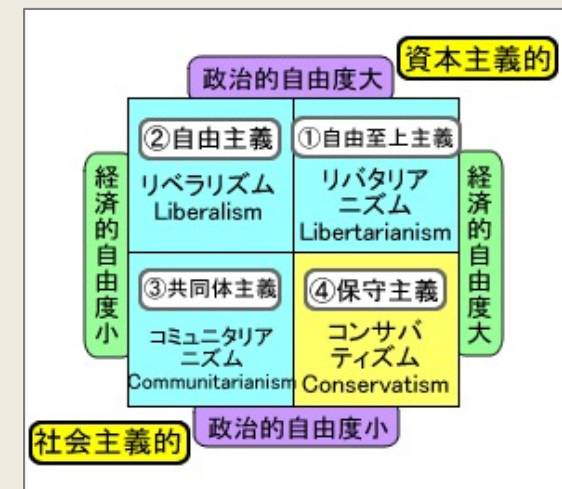 資本主義的
政治的自由度大
経済的自由度小
②自由主義
リベラリズム
Liberalism
①自由至上主義
リバタリア
ニズム
Libertarianism
経済的自由度大
③共同体主義
コミュニタリア
ニズム
Communitarianism
④保守主義
コンサバ
ティズム
Conservatism
社会主義的
政治的自由度小